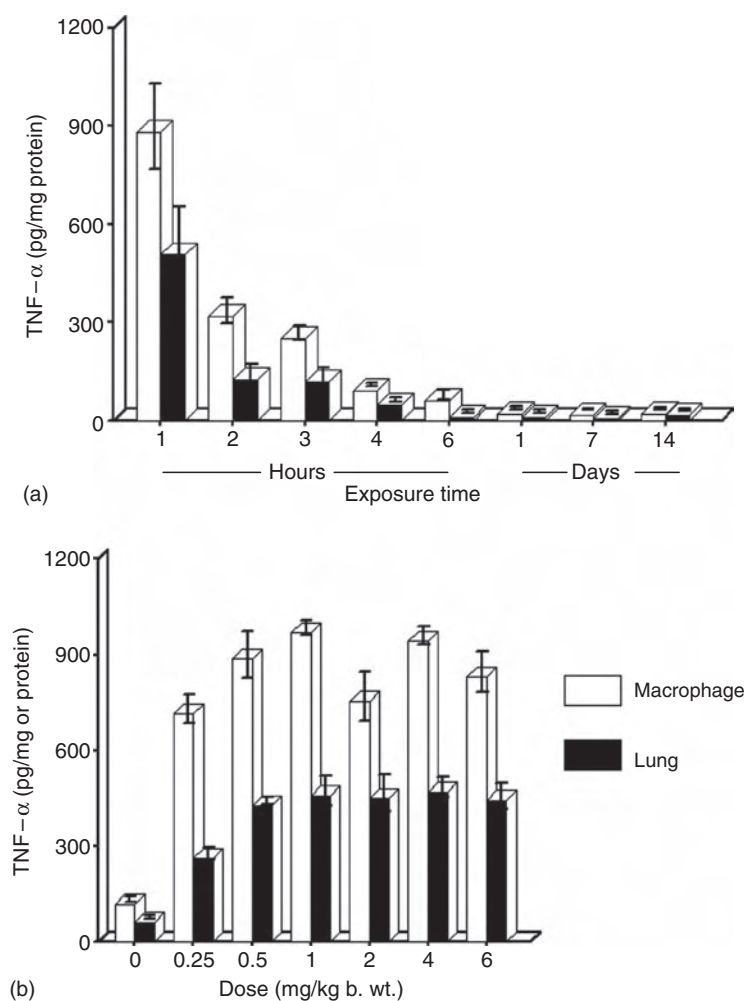 1200
900
600
300
0
TNF−α (pg/mg protein)
1 2 3 4 6 1 7 14
Hours Days
(a)
Exposure time
1200
900
600
300
0
TNF−α (pg/mg or protein)
Macrophage
Lung
0 0.25 0.5 1 2 4 6
(b) Dose (mg/kg b. wt.)